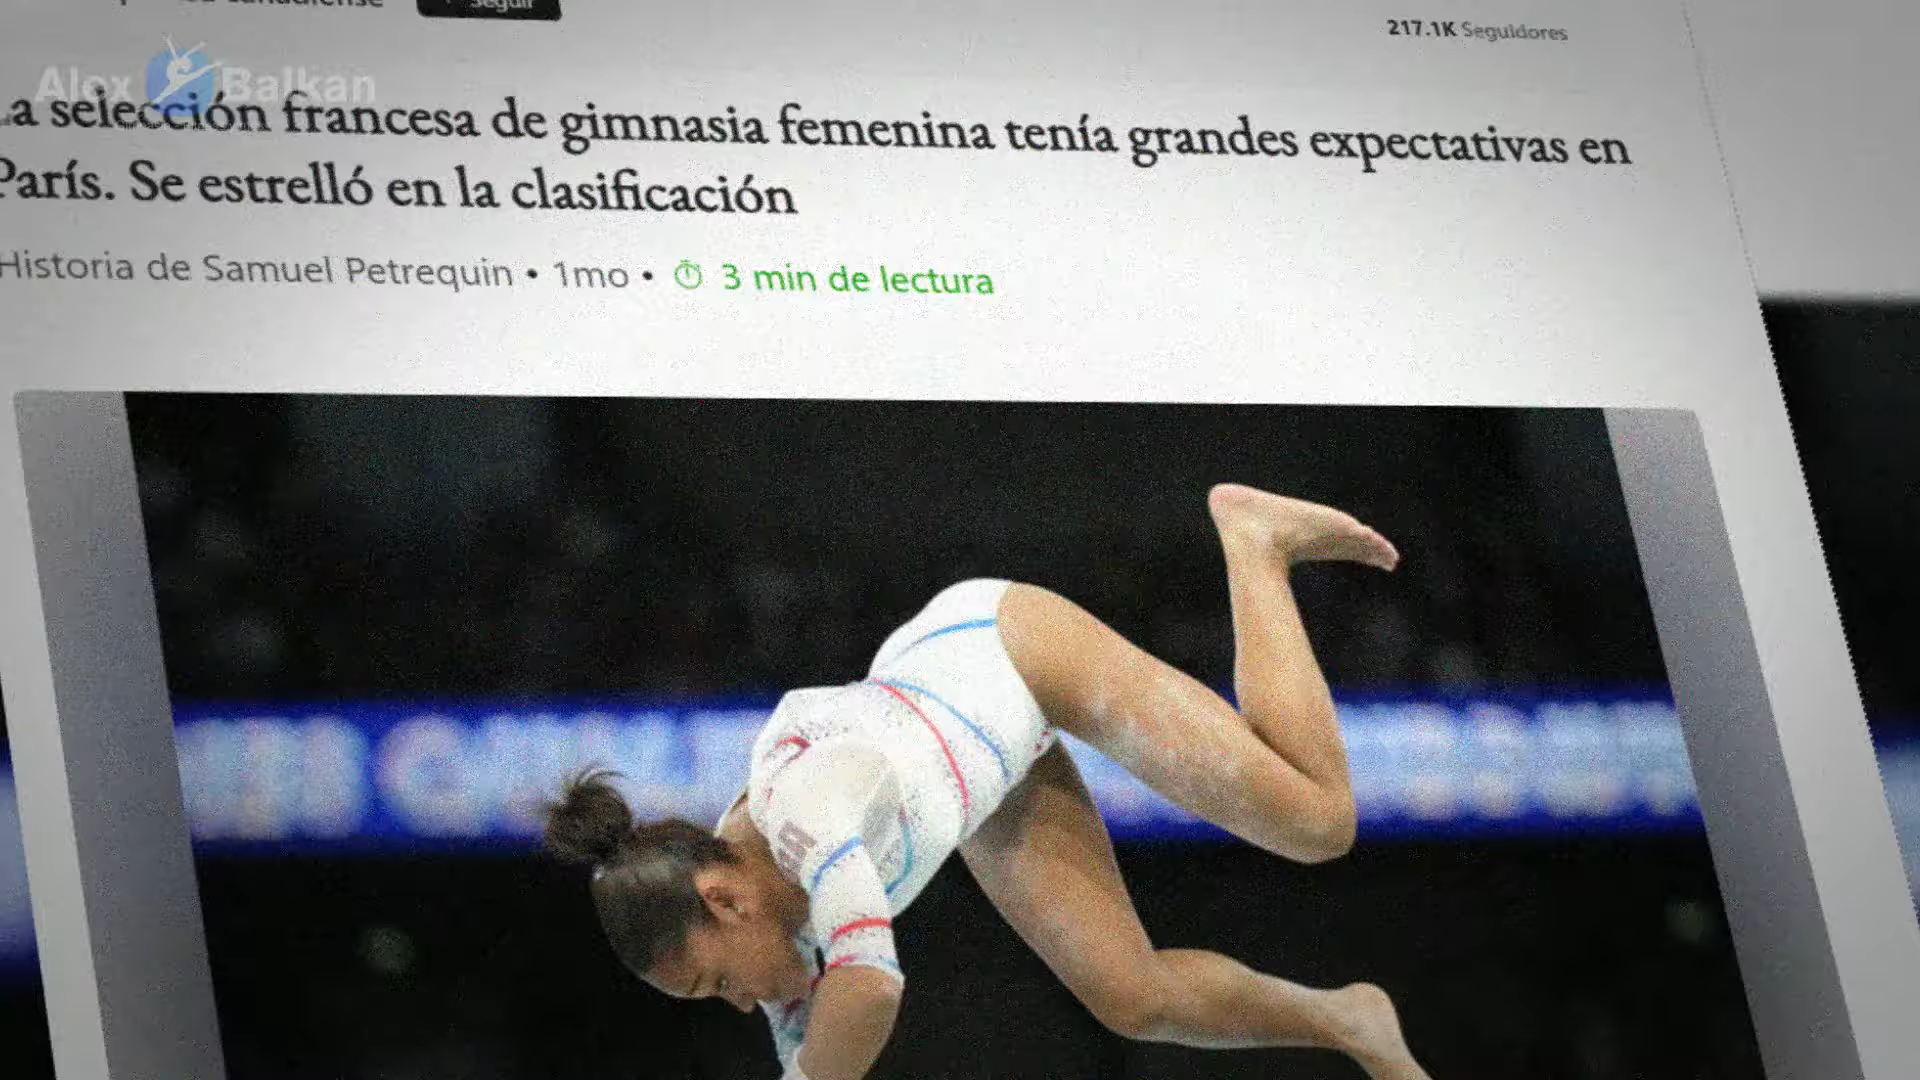 Seguir
217.1K Seguidores
Alex Balkan
La selección francesa de gimnasia femenina tenía grandes expectativas en
París. Se estrelló en la clasificación
Historia de Samuel Petrequin • 1mo • 3 min de lectura